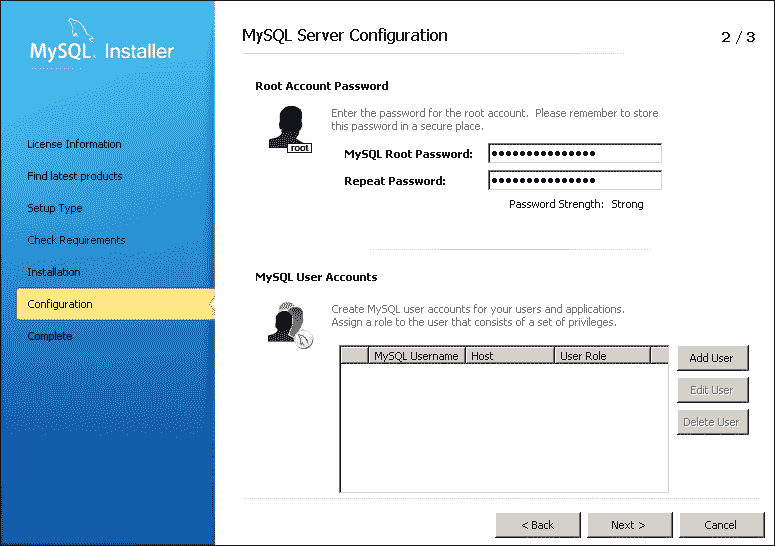 MySQL. Installer
MySQL Server Configuration
2 / 3
License Information
Find latest products
Setup Type
Check Requirements
Installation
Configuration
Complete
Root Account Password
root
Enter the password for the root account. Please remember to store
this password in a secure place.
MySQL Root Password: ●●●●●●●●●●●●●●●
Repeat Password: ●●●●●●●●●●●●●●●
Password Strength: Strong
MySQL User Accounts
Create MySQL user accounts for your users and applications.
Assign a role to the user that consists of a set of privileges.
MySQL Username Host User Role
Add User
Edit User
Delete User
< Back Next > Cancel